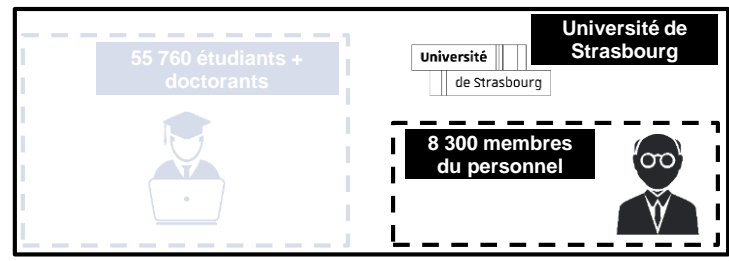 55 760 étudiants +
doctorants
Université
de Strasbourg
Université de
Strasbourg
8 300 membres
du personnel